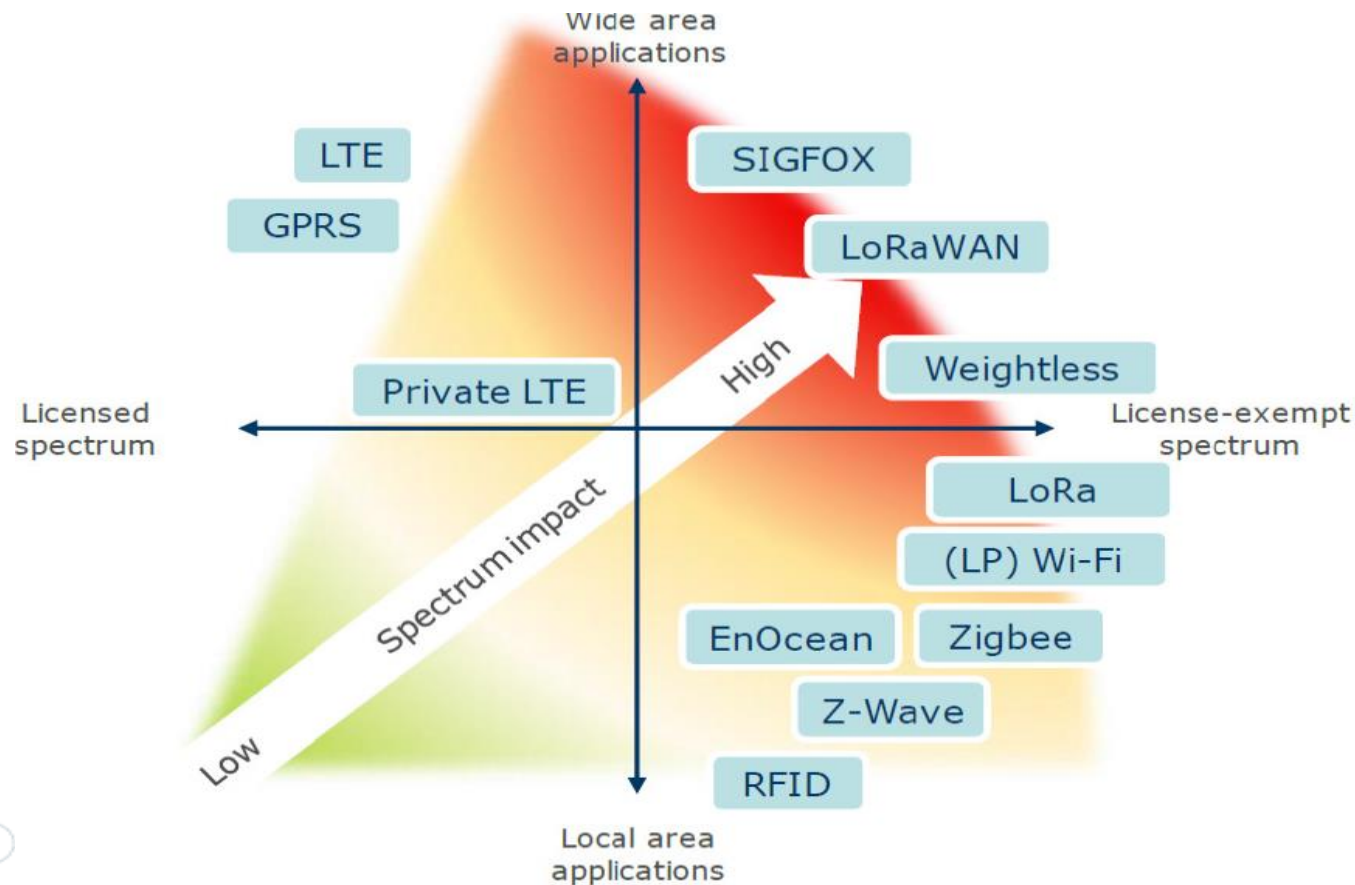 Wide area
applications
LTE
SIGFOX
GPRS
LoRaWAN
High
Private LTE
Weightless
Licensed
spectrum
License-exempt
spectrum
LoRa
Spectrum impact
(LP) Wi-Fi
EnOcean
Zigbee
Z-Wave
Low
RFID
Local area
applications